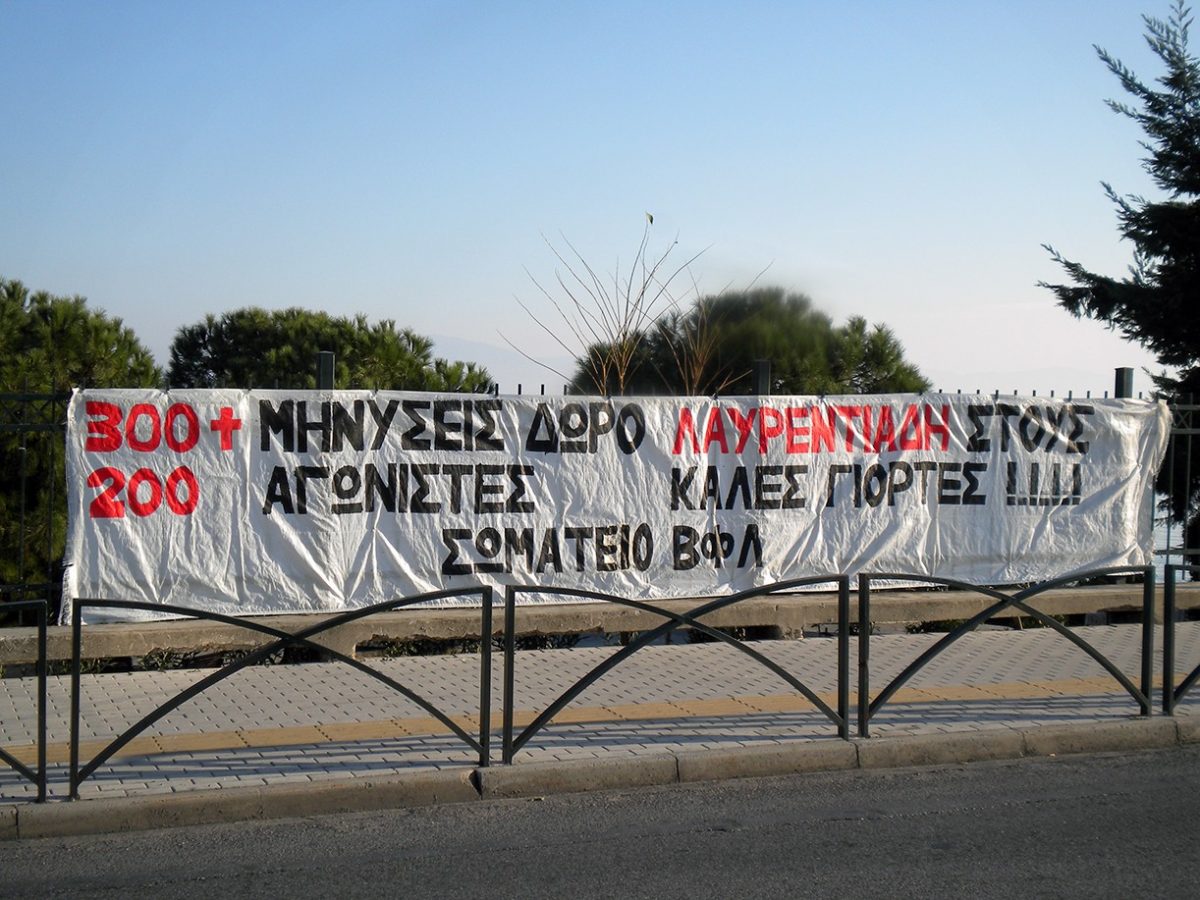 300+ ΜΗΝΥΣΕΙΣ ΔΩΡΟ ΛΑΥΡΕΝΤΙΑΔΗ ΣΤΟΥΣ
200 ΑΓΩΝΙΣΤΕΣ ΚΑΛΕΣ ΓΙΟΡΤΕΣ !!!!!
ΣΩΜΑΤΕΙΟ ΒΦΛ